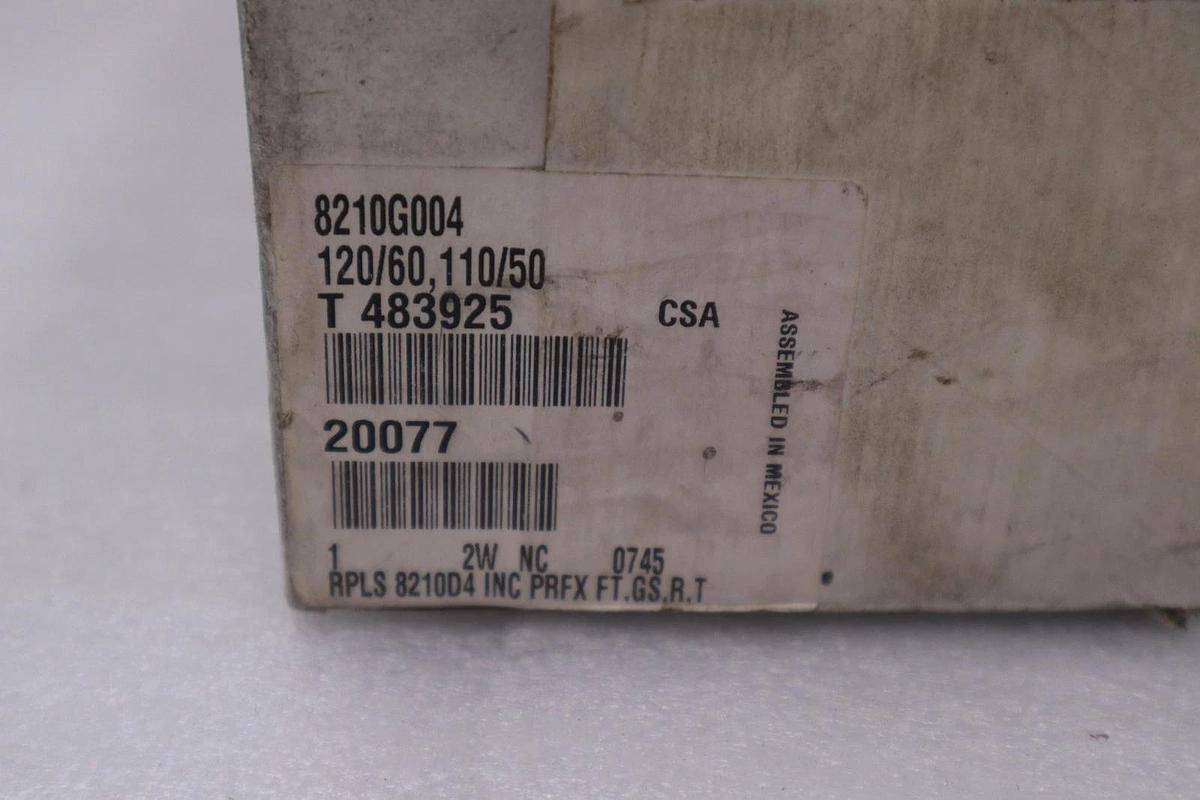 8210G004
120/60,110/50
T 483925
CSA
20077
1 2W NC 0745
RPLS 8210D4 INC PRFX FT.GS.R.T
ASSEMBLED IN MEXICO